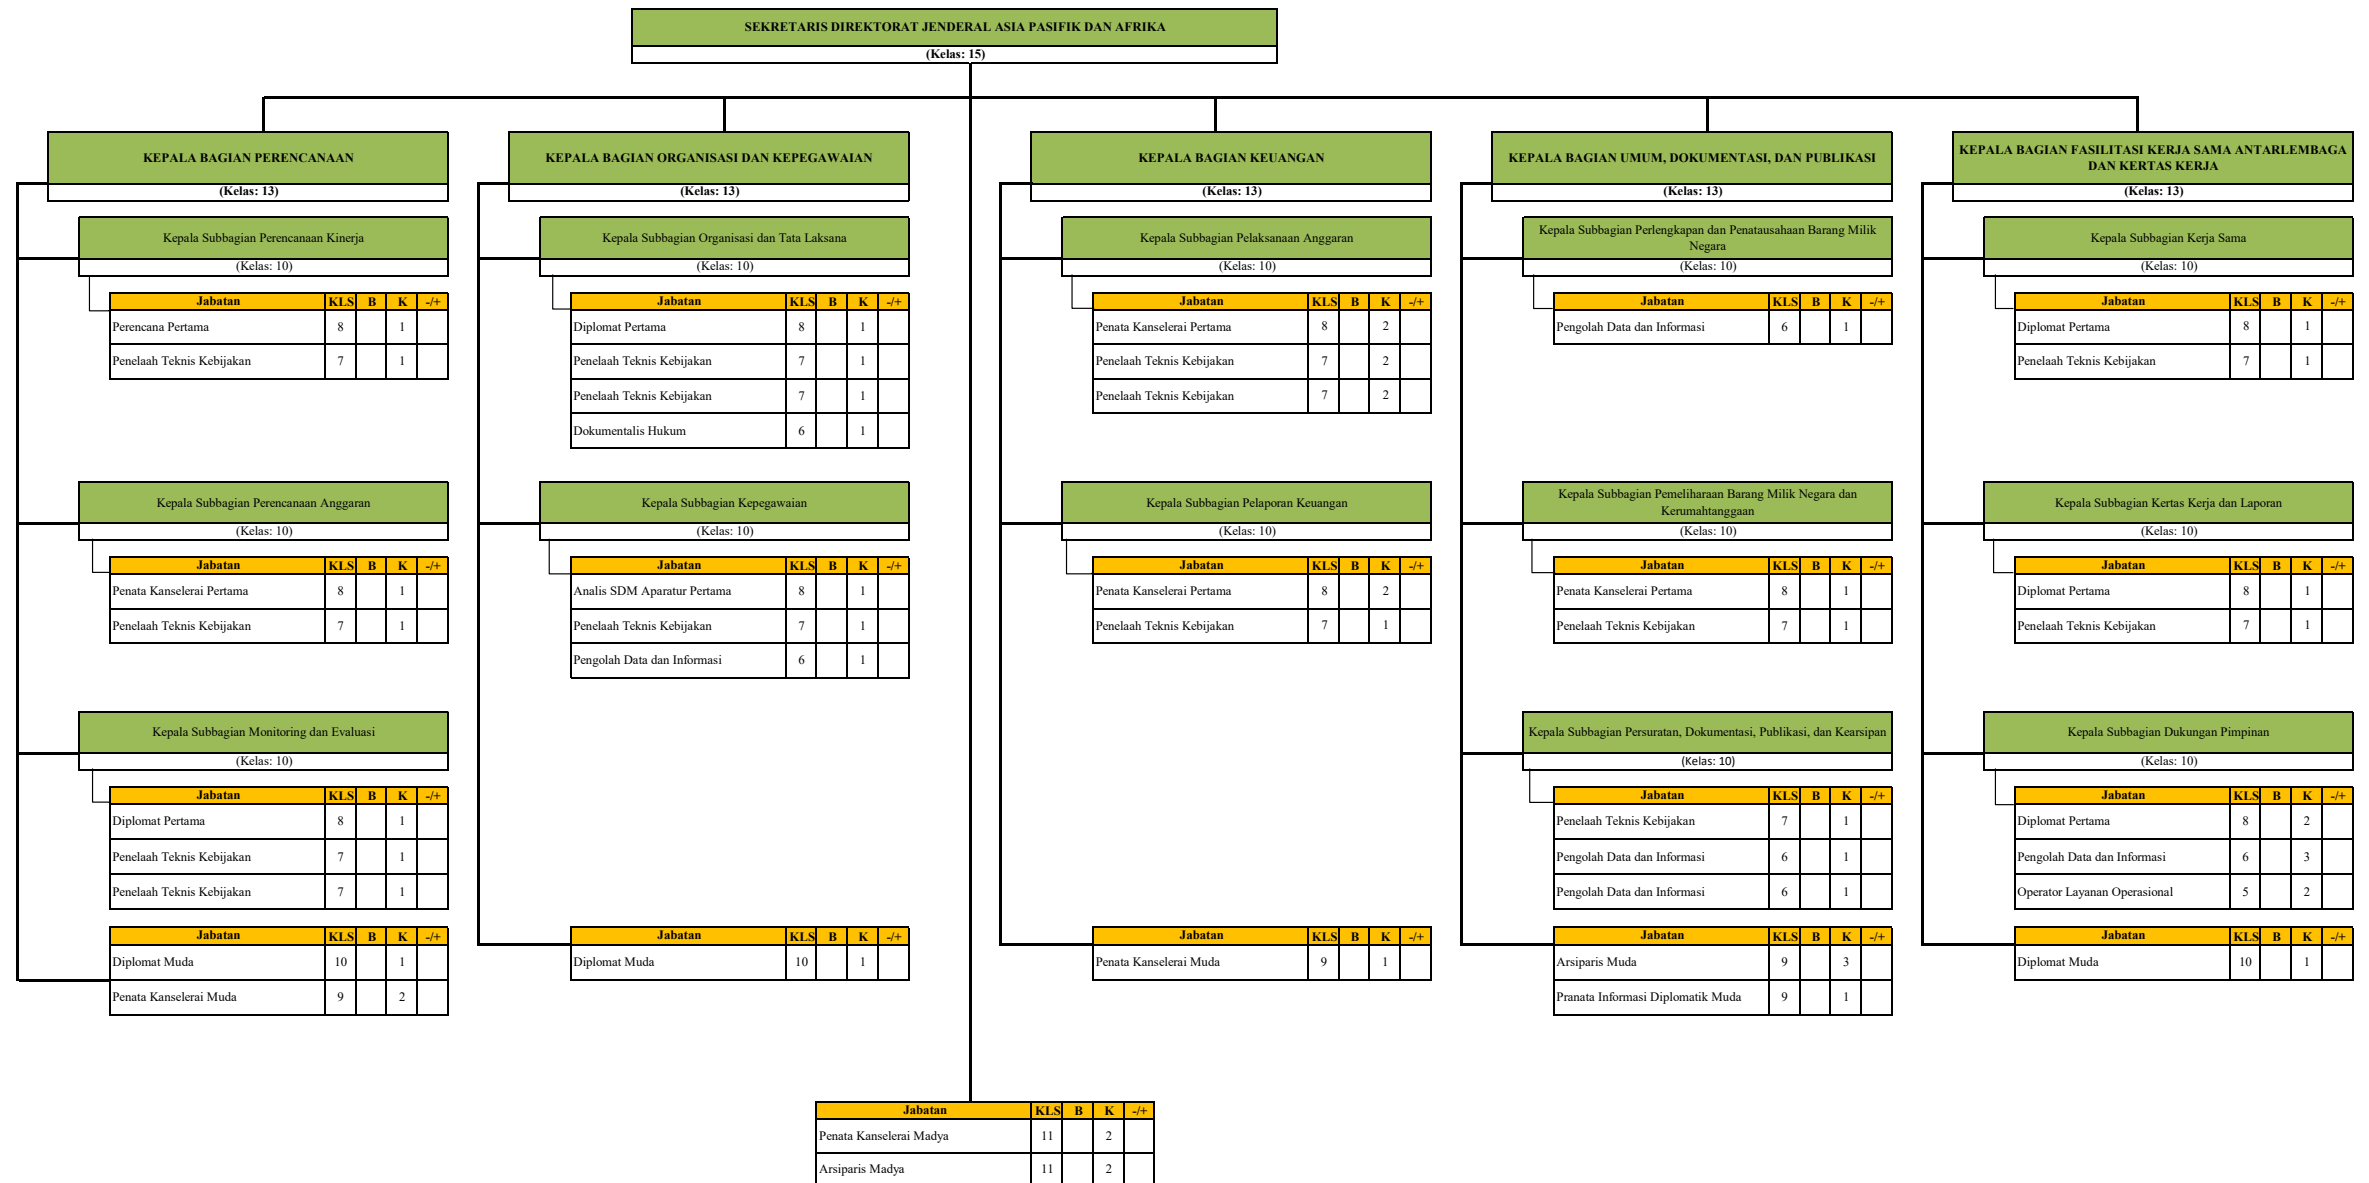 SEKRETARIS DIREKTORAT JENDERAL ASIA PASIFIK DAN AFRIKA
(Kelas: 15)
KEPALA BAGIAN PERENCANAAN
(Kelas: 13)
Kepala Subbagian Perencanaan Kinerja
(Kelas: 10)
Jabatan KLS B K -/+
Perencana Pertama 8 1
Penelaah Teknis Kebijakan 7 1
Kepala Subbagian Perencanaan Anggaran
(Kelas: 10)
Jabatan KLS B K -/+
Penata Kanselerai Pertama 8 1
Penelaah Teknis Kebijakan 7 1
Kepala Subbagian Monitoring dan Evaluasi
(Kelas: 10)
Jabatan KLS B K -/+
Diplomat Pertama 8 1
Penelaah Teknis Kebijakan 7 1
Penelaah Teknis Kebijakan 7 1
Jabatan KLS B K -/+
Diplomat Muda 10 1
Penata Kanselerai Muda 9 2
KEPALA BAGIAN ORGANISASI DAN KEPEGAWAIAN
(Kelas: 13)
Kepala Subbagian Organisasi dan Tata Laksana
(Kelas: 10)
Jabatan KLS B K -/+
Diplomat Pertama 8 1
Penelaah Teknis Kebijakan 7 1
Penelaah Teknis Kebijakan 7 1
Dokumentalis Hukum 6 1
Kepala Subbagian Kepegawaian
(Kelas: 10)
Jabatan KLS B K -/+
Analis SDM Aparatur Pertama 8 1
Penelaah Teknis Kebijakan 7 1
Pengolah Data dan Informasi 6 1
Jabatan KLS B K -/+
Diplomat Muda 10 1
KEPALA BAGIAN KEUANGAN
(Kelas: 13)
Kepala Subbagian Pelaksanaan Anggaran
(Kelas: 10)
Jabatan KLS B K -/+
Penata Kanselerai Pertama 8 2
Penelaah Teknis Kebijakan 7 2
Penelaah Teknis Kebijakan 7 2
Kepala Subbagian Pelaporan Keuangan
(Kelas: 10)
Jabatan KLS B K -/+
Penata Kanselerai Pertama 8 2
Penelaah Teknis Kebijakan 7 1
Jabatan KLS B K -/+
Penata Kanselerai Muda 9 1
KEPALA BAGIAN UMUM, DOKUMENTASI, DAN PUBLIKASI
(Kelas: 13)
Kepala Subbagian Perlengkapan dan Penatausahaan Barang Milik
Negara
(Kelas: 10)
Jabatan KLS B K -/+
Pengolah Data dan Informasi 6 1
Kepala Subbagian Pemeliharaan Barang Milik Negara dan
Kerumahtanggaan
(Kelas: 10)
Jabatan KLS B K -/+
Penata Kanselerai Pertama 8 1
Penelaah Teknis Kebijakan 7 1
Kepala Subbagian Persuratan, Dokumentasi, Publikasi, dan Kearsipan
(Kelas: 10)
Jabatan KLS B K -/+
Penelaah Teknis Kebijakan 7 1
Pengolah Data dan Informasi 6 1
Pengolah Data dan Informasi 6 1
Jabatan KLS B K -/+
Arsiparis Muda 9 3
Pranata Informasi Diplomatik Muda 9 1
KEPALA BAGIAN FASILITASI KERJA SAMA ANTARLEMBAGA
DAN KERTAS KERJA
(Kelas: 13)
Kepala Subbagian Kerja Sama
(Kelas: 10)
Jabatan KLS B K -/+
Diplomat Pertama 8 1
Penelaah Teknis Kebijakan 7 1
Kepala Subbagian Kertas Kerja dan Laporan
(Kelas: 10)
Jabatan KLS B K -/+
Diplomat Pertama 8 1
Penelaah Teknis Kebijakan 7 1
Kepala Subbagian Dukungan Pimpinan
(Kelas: 10)
Jabatan KLS B K -/+
Diplomat Pertama 8 2
Pengolah Data dan Informasi 6 3
Operator Layanan Operasional 5 2
Jabatan KLS B K -/+
Diplomat Muda 10 1
Jabatan KLS B K -/+
Penata Kanselerai Madya 11 2
Arsiparis Madya 11 2